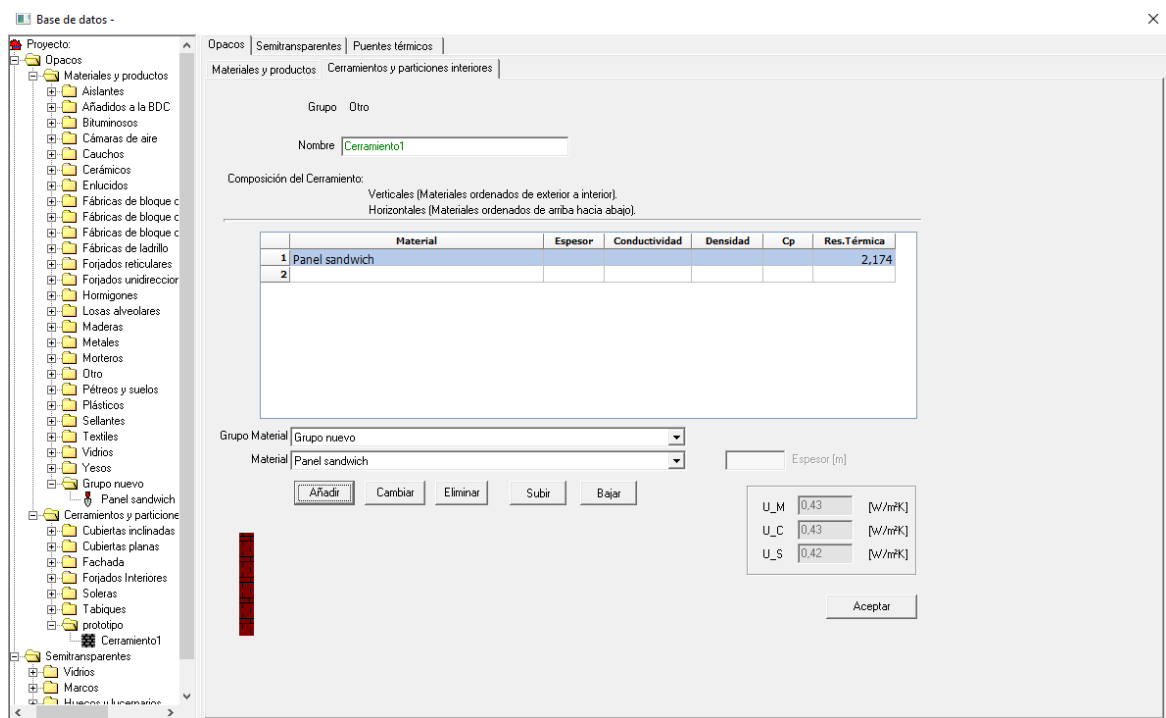 Base de datos -
Proyecto:
Opacos
Materiales y productos
Aislantes
Añadidos a la BDC
Bituminosos
Cámaras de aire
Cauchos
Cerámicos
Enlucidos
Fábricas de bloque c
Fábricas de bloque c
Fábricas de bloque c
Fábricas de ladrillo
Forjados reticulares
Forjados unidireccior
Hormigones
Losas alveolares
Maderas
Metales
Morteros
Otro
Pétreos y suelos
Plásticos
Sellantes
Textiles
Vidrios
Yesos
Grupo nuevo
Panel sandwich
Cerramientos y particione
Cubiertas inclinadas
Cubiertas planas
Fachada
Forjados Interiores
Soleras
Tabiques
prototipo
Cerramiento1
Semitransparentes
Vidrios
Marcos
Huecos y lucernarios
Opacos Semitransparentes Puentes térmicos
Materiales y productos Cerramientos y particiones interiores
Grupo Otro
Nombre Cerramiento1
Composición del Cerramiento:
Verticales (Materiales ordenados de exterior a interior).
Horizontales (Materiales ordenados de arriba hacia abajo).
Material Espesor Conductividad Densidad Cp Res.Térmica
1 Panel sandwich 2,174
2
Grupo Material Grupo nuevo
Material Panel sandwich Espesor [m]
Añadir Cambiar Eliminar Subir Bajar
U_M 0,43 [W/m²K]
U_C 0,43 [W/m²K]
U_S 0,42 [W/m²K]
Aceptar